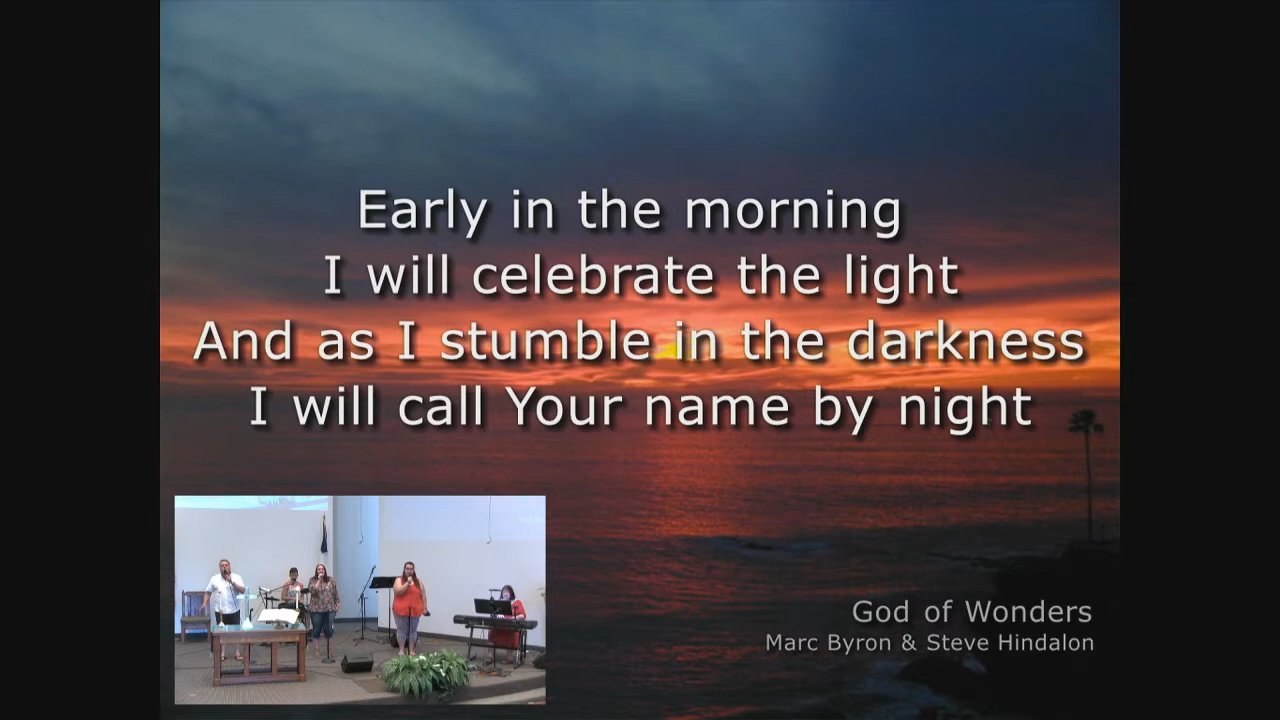 Early in the morning
I will celebrate the light
And as I stumble in the darkness
I will call Your name by night
God of Wonders
Marc Byron & Steve Hindalon